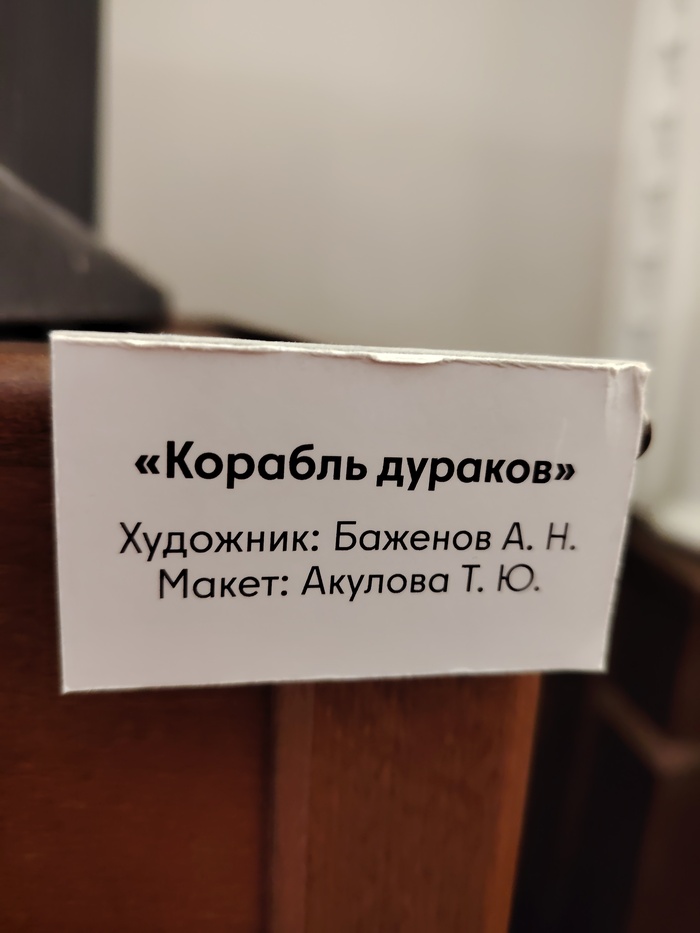 «Корабль дураков»
Художник: Баженов А. Н.
Макет: Акулова Т. Ю.